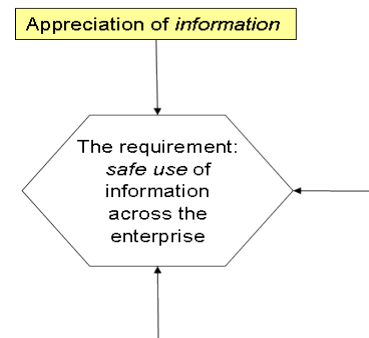 Appreciation of information
The requirement:
safe use of
information
across the
enterprise